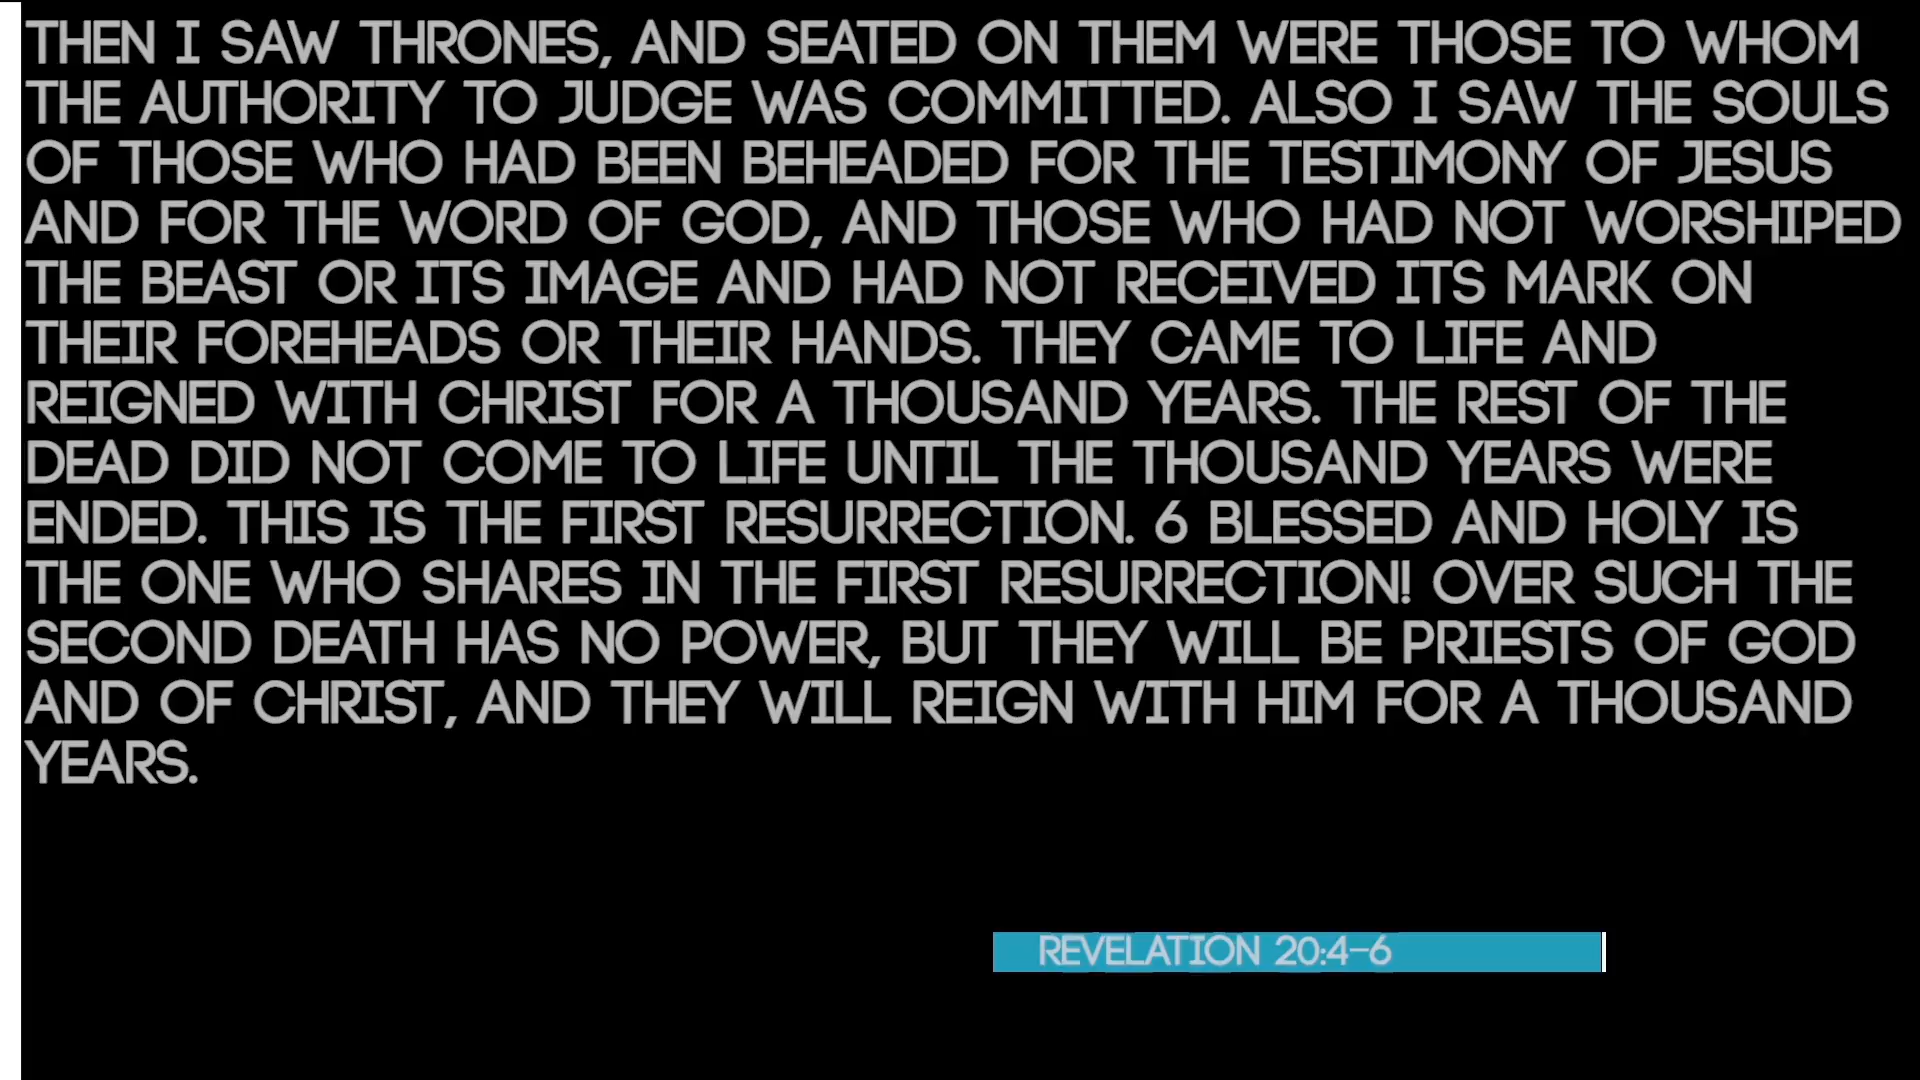 THEN I SAW THRONES, AND SEATED ON THEM WERE THOSE TO WHOM
THE AUTHORITY TO JUDGE WAS COMMITTED. ALSO I SAW THE SOULS
OF THOSE WHO HAD BEEN BEHEADED FOR THE TESTIMONY OF JESUS
AND FOR THE WORD OF GOD, AND THOSE WHO HAD NOT WORSHIPED
THE BEAST OR ITS IMAGE AND HAD NOT RECEIVED ITS MARK ON
THEIR FOREHEADS OR THEIR HANDS. THEY CAME TO LIFE AND
REIGNED WITH CHRIST FOR A THOUSAND YEARS. THE REST OF THE
DEAD DID NOT COME TO LIFE UNTIL THE THOUSAND YEARS WERE
ENDED. THIS IS THE FIRST RESURRECTION. 6 BLESSED AND HOLY IS
THE ONE WHO SHARES IN THE FIRST RESURRECTION! OVER SUCH THE
SECOND DEATH HAS NO POWER, BUT THEY WILL BE PRIESTS OF GOD
AND OF CHRIST, AND THEY WILL REIGN WITH HIM FOR A THOUSAND
YEARS.
REVELATION 20:4-6